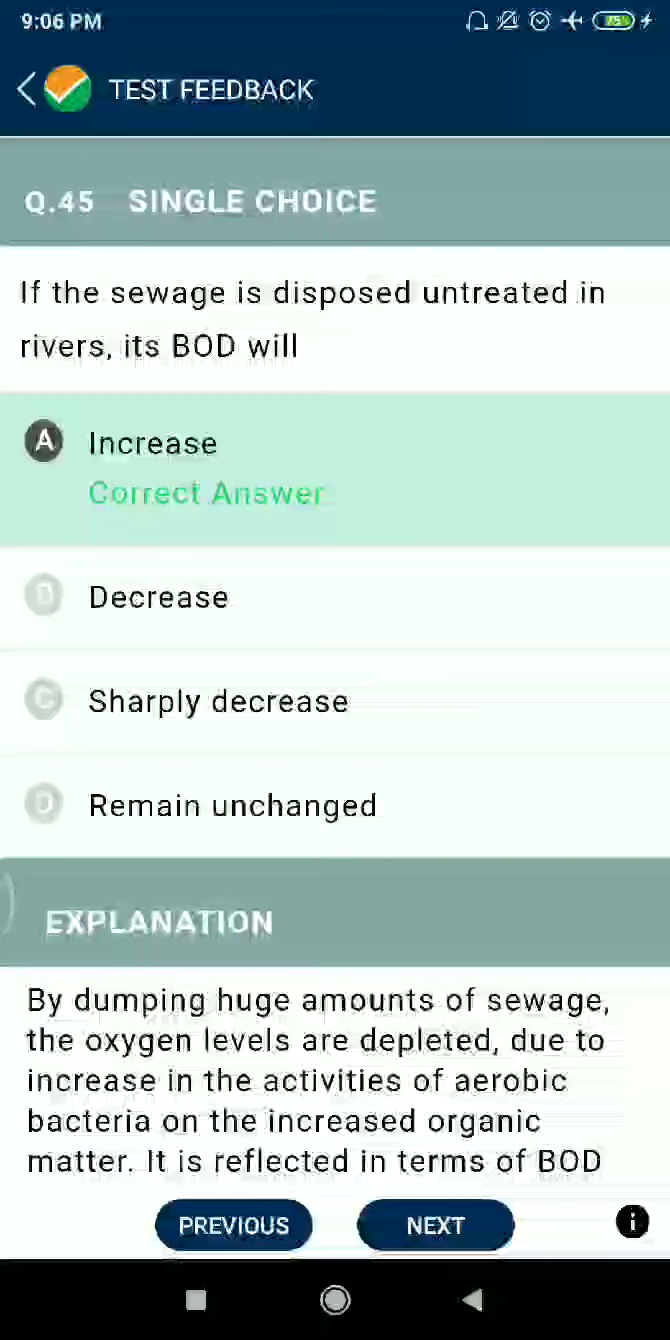 9:06 PM
75%
TEST FEEDBACK
Q.45 SINGLE CHOICE
If the sewage is disposed untreated in
rivers, its BOD will
A Increase
Correct Answer
B Decrease
C Sharply decrease
D Remain unchanged
EXPLANATION
By dumping huge amounts of sewage,
the oxygen levels are depleted, due to
increase in the activities of aerobic
bacteria on the increased organic
matter. It is reflected in terms of BOD
PREVIOUS NEXT